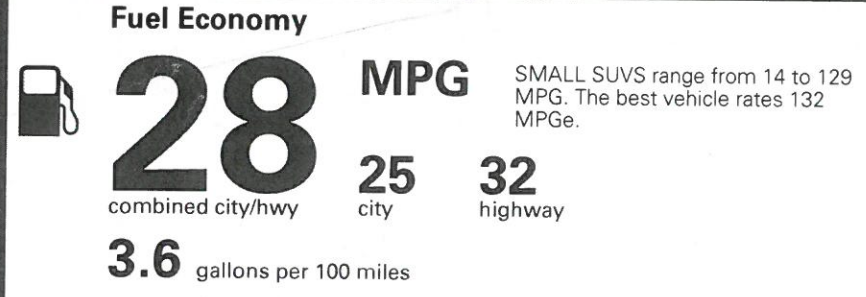 Fuel Economy
28 MPG
SMALL SUVS range from 14 to 129
MPG. The best vehicle rates 132
MPGe.
combined city/hwy
25
city
32
highway
3.6 gallons per 100 miles